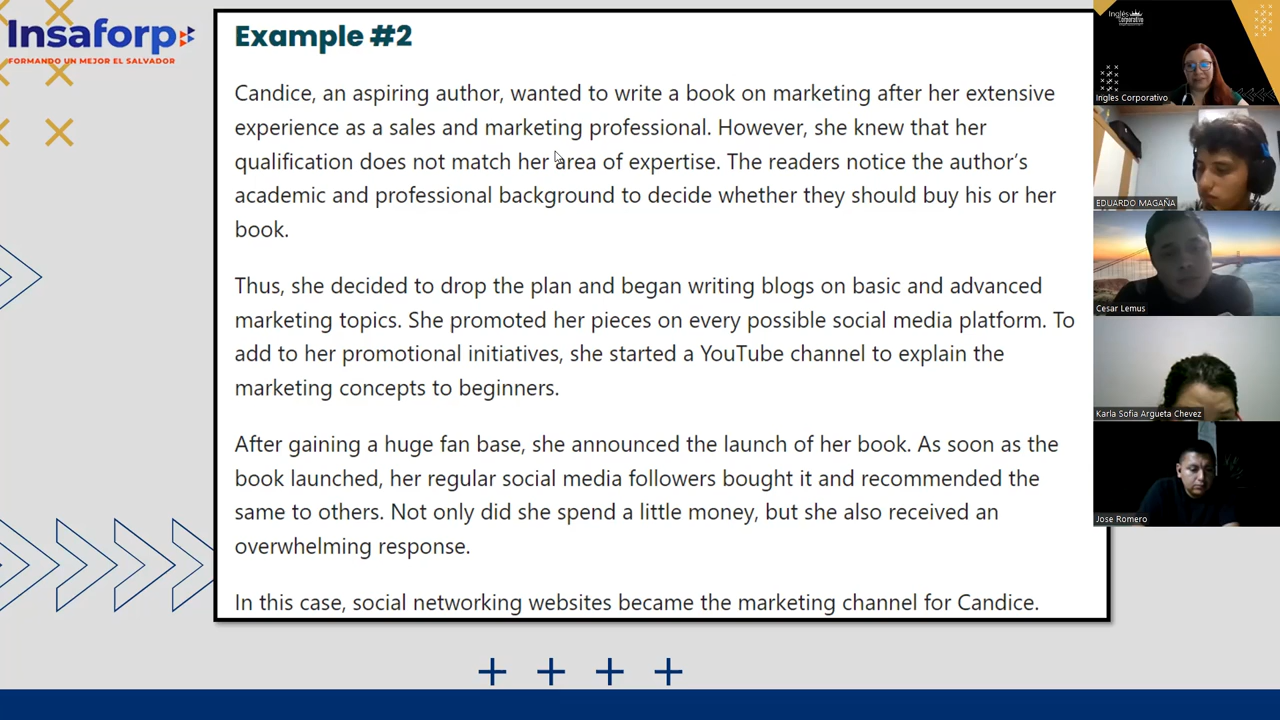 Insaforp
FORMANDO UN MEJOR EL SALVADOR
Example #2
Candice, an aspiring author, wanted to write a book on marketing after her extensive
experience as a sales and marketing professional. However, she knew that her
qualification does not match her area of expertise. The readers notice the author's
academic and professional background to decide whether they should buy his or her
book.
Thus, she decided to drop the plan and began writing blogs on basic and advanced
marketing topics. She promoted her pieces on every possible social media platform. To
add to her promotional initiatives, she started a YouTube channel to explain the
marketing concepts to beginners.
After gaining a huge fan base, she announced the launch of her book. As soon as the
book launched, her regular social media followers bought it and recommended the
same to others. Not only did she spend a little money, but she also received an
overwhelming response.
In this case, social networking websites became the marketing channel for Candice.
Inglés
Corporativo
Ingles Corporativo
EDUARDO MAGAÑA
Cesar Lemus
Karla Sofia Argueta Chevez
Jose Romero